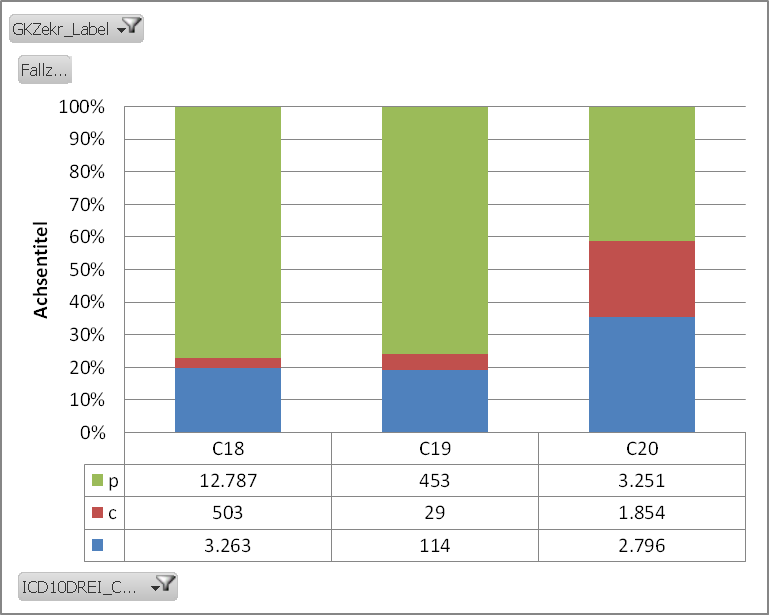 GKZekr_Label
Fallz...
100%
90%
80%
70%
60%
50%
40%
30%
20%
10%
0%
Achsentitel
C18 C19 C20
p 12.787 453 3.251
c 503 29 1.854
3.263 114 2.796
ICD10DREI_C...